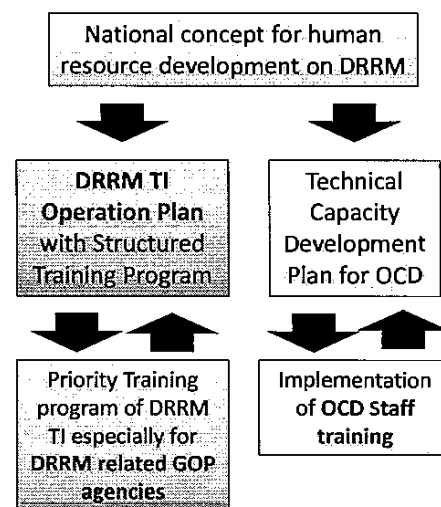 National concept for human
resource development on DRRM
DRRM TI
Operation Plan
with Structured
Training Program
Technical
Capacity
Development
Plan for OCD
Priority Training
program of DRRM
TI especially for
DRRM related GOP
agencies
Implementation
of OCD Staff
training